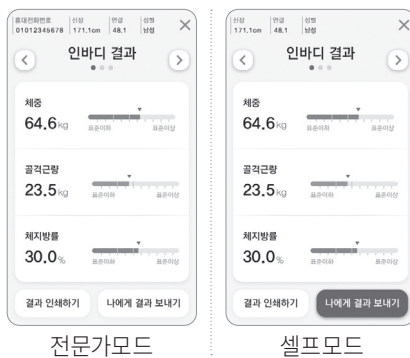 휴대전화번호 신장 연령 성별
01012345678 171.1cm 48.1 남성
인바디 결과
체중
64.6kg
표준이하 표준이상
골격근량
23.5kg
표준이하 표준이상
체지방률
30.0%
표준이하 표준이상
결과 인쇄하기 나에게 결과 보내기
전문가모드
신장 연령 성별
171.1cm 48.1 남성
인바디 결과
체중
64.6kg
표준이하 표준이상
골격근량
23.5kg
표준이하 표준이상
체지방률
30.0%
표준이하 표준이상
결과 인쇄하기 나에게 결과 보내기
셀프모드